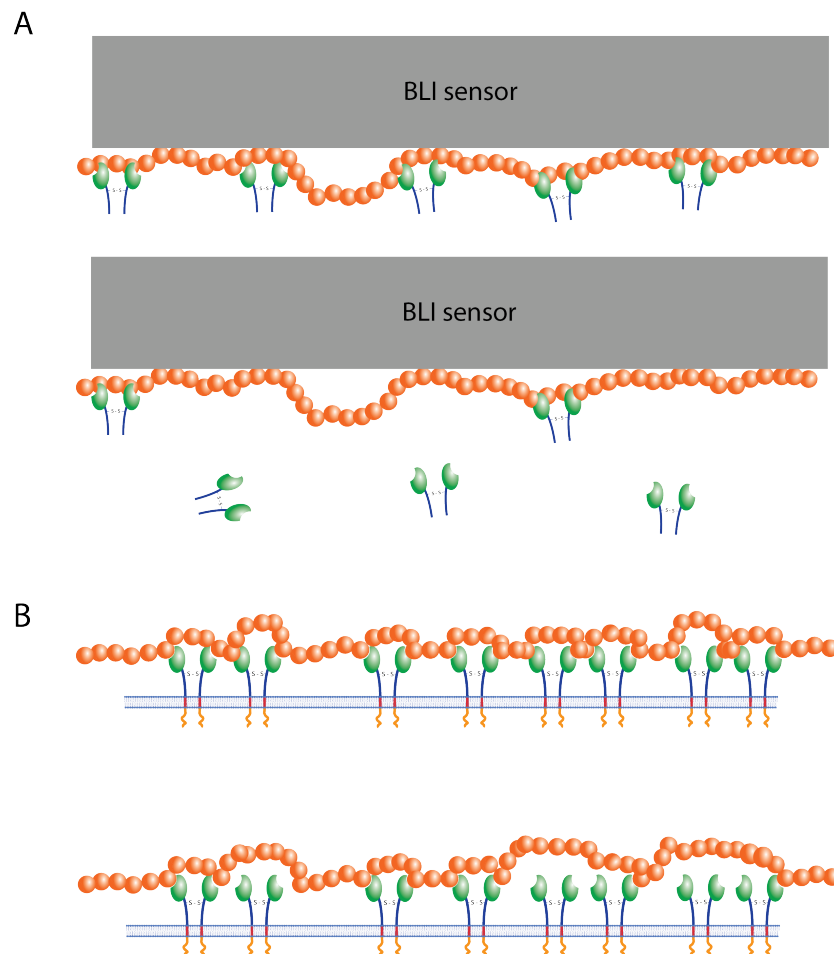 A
BLI sensor
S - S S - S S - S S - S S - S
BLI sensor
S - S S - S
S - S S - S S - S
B
S - S S - S S - S S - S S - S S - S S - S S - S
S - S S - S S - S S - S S - S S - S S - S S - S